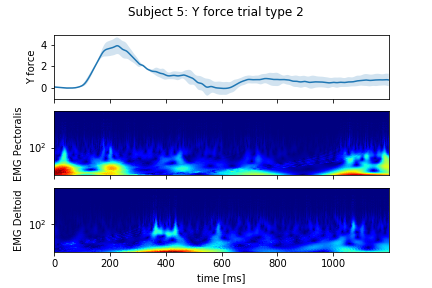 Subject 5: Y force trial type 2
Y force
4
2
0
EMG Pectoralis
10²
EMG Deltoid
10²
0 200 400 600 800 1000
time [ms]